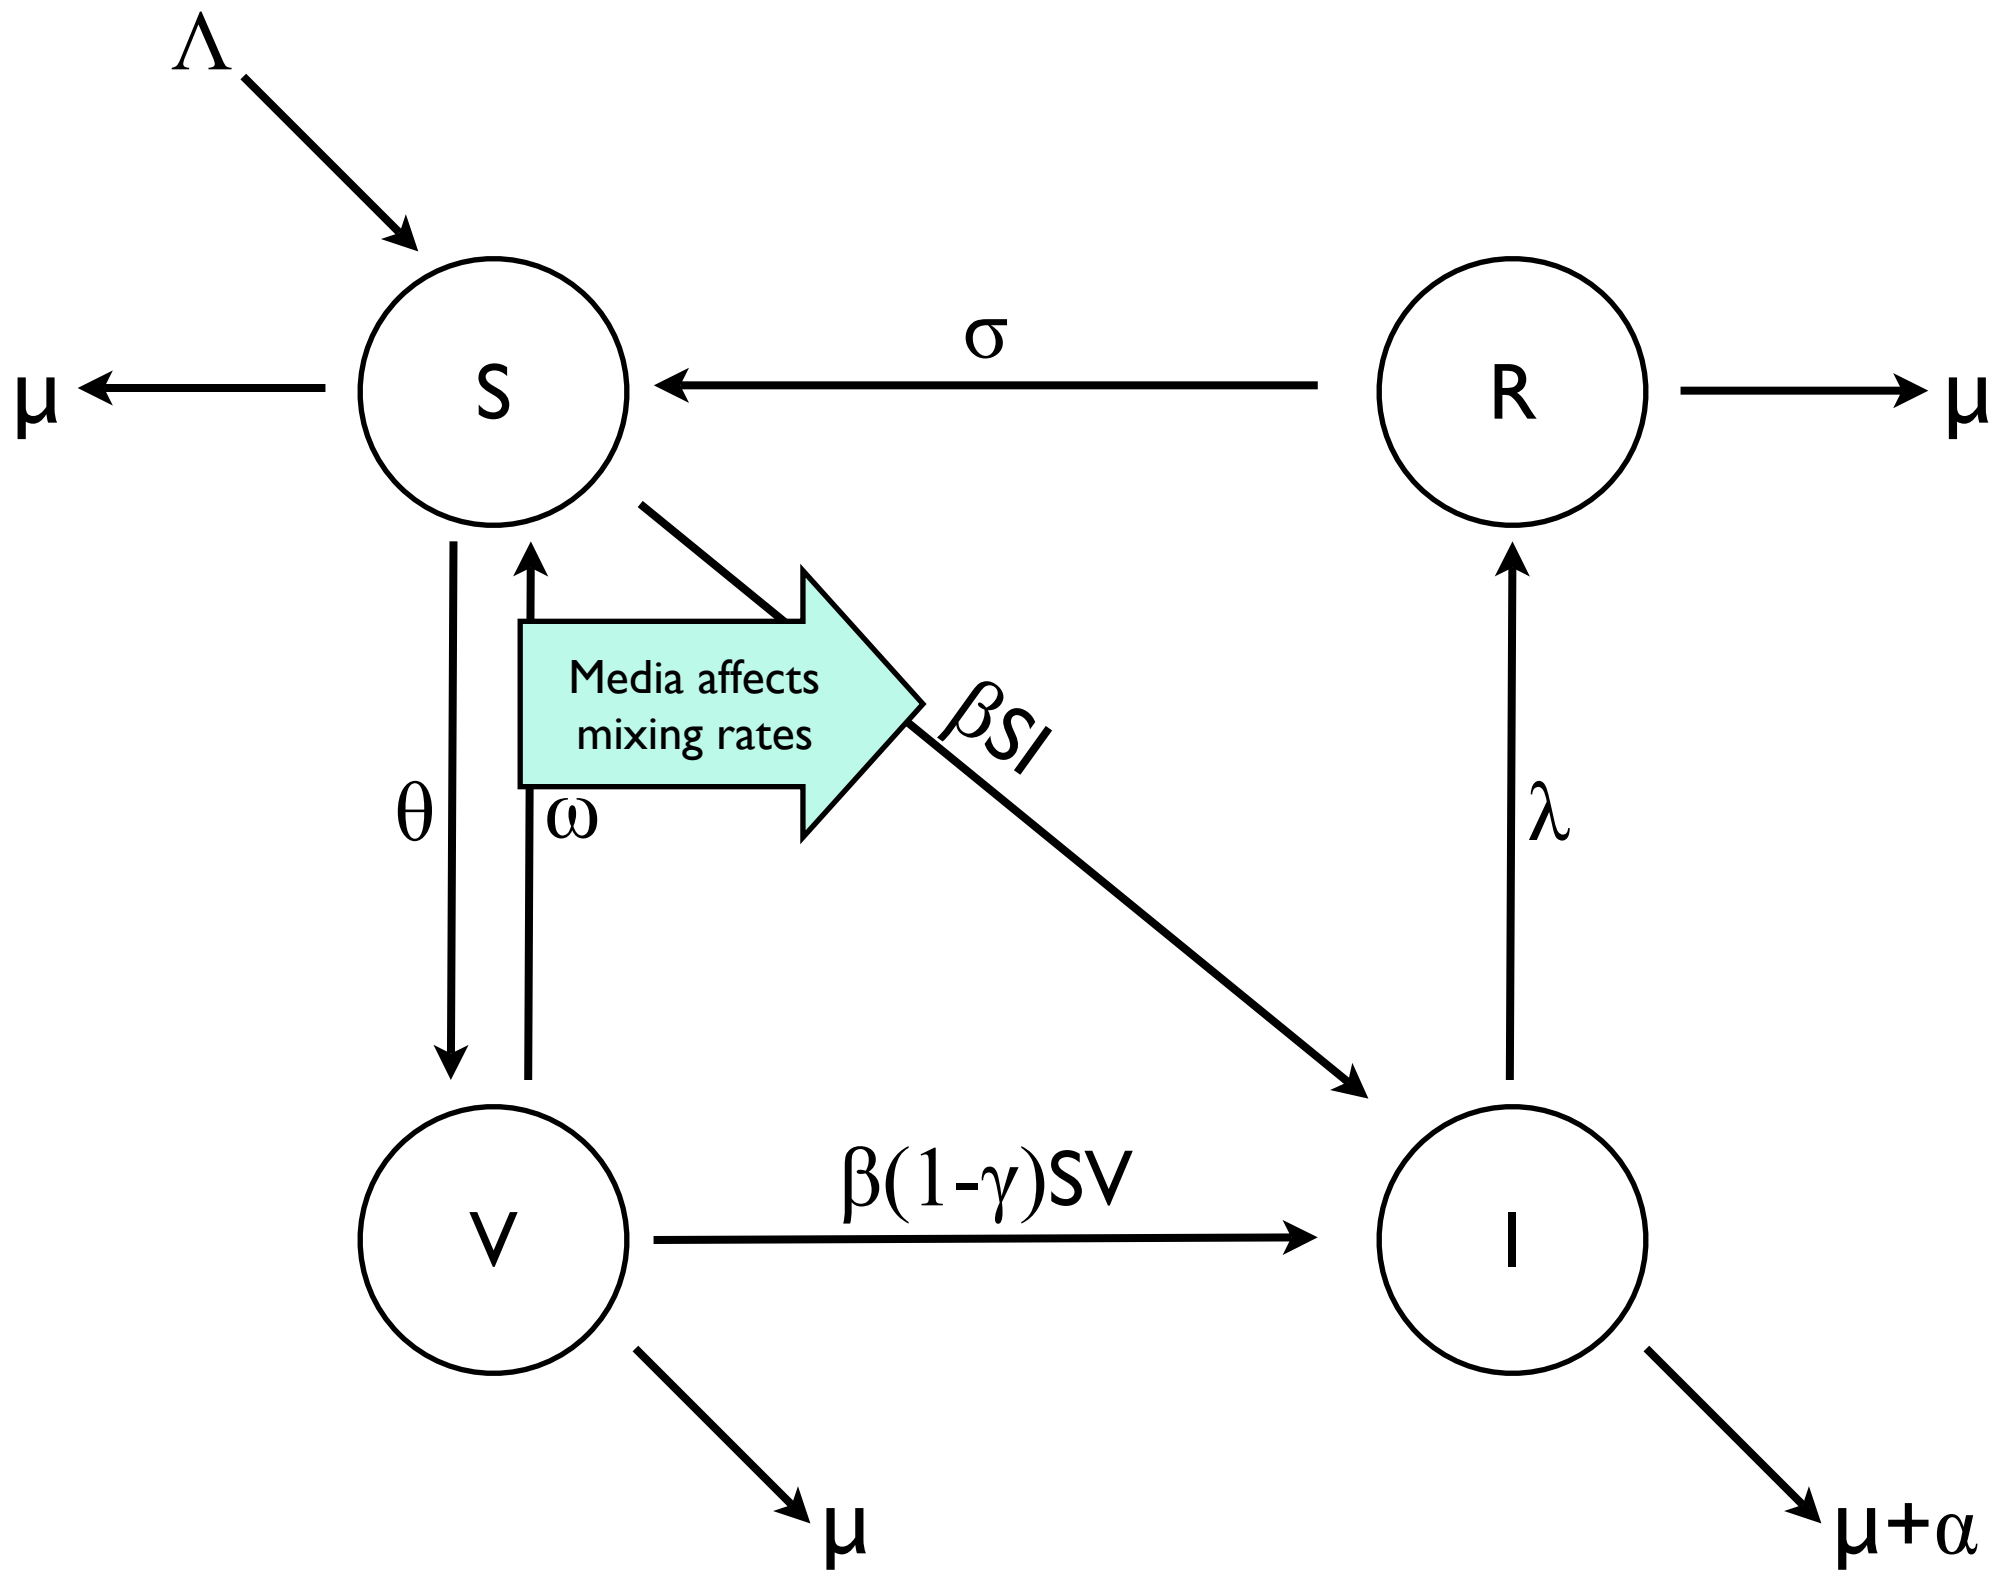 Λ
σ
μ
S
R
μ
Media affects
mixing rates
βSI
θ
ω
λ
β(1-γ)SV
V
I
μ
μ+α